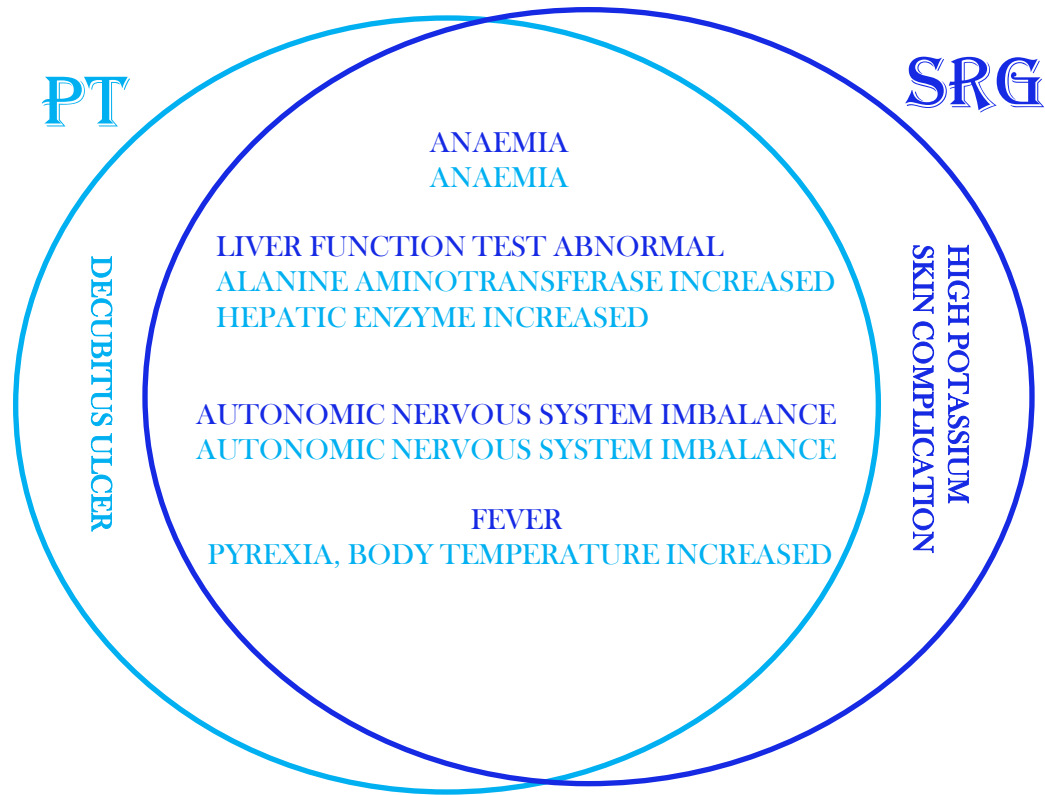 PT
SRG
ANAEMIA
ANAEMIA
LIVER FUNCTION TEST ABNORMAL
ALANINE AMINOTRANSFERASE INCREASED
HEPATIC ENZYME INCREASED
AUTONOMIC NERVOUS SYSTEM IMBALANCE
AUTONOMIC NERVOUS SYSTEM IMBALANCE
FEVER
PYREXIA, BODY TEMPERATURE INCREASED
DECUBITUS ULCER
HIGH POTASSIUM
SKIN COMPLICATION